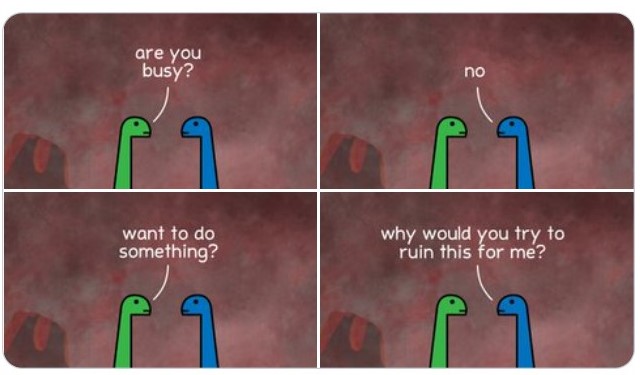 are you
busy?
no
want to do
something?
why would you try to
ruin this for me?